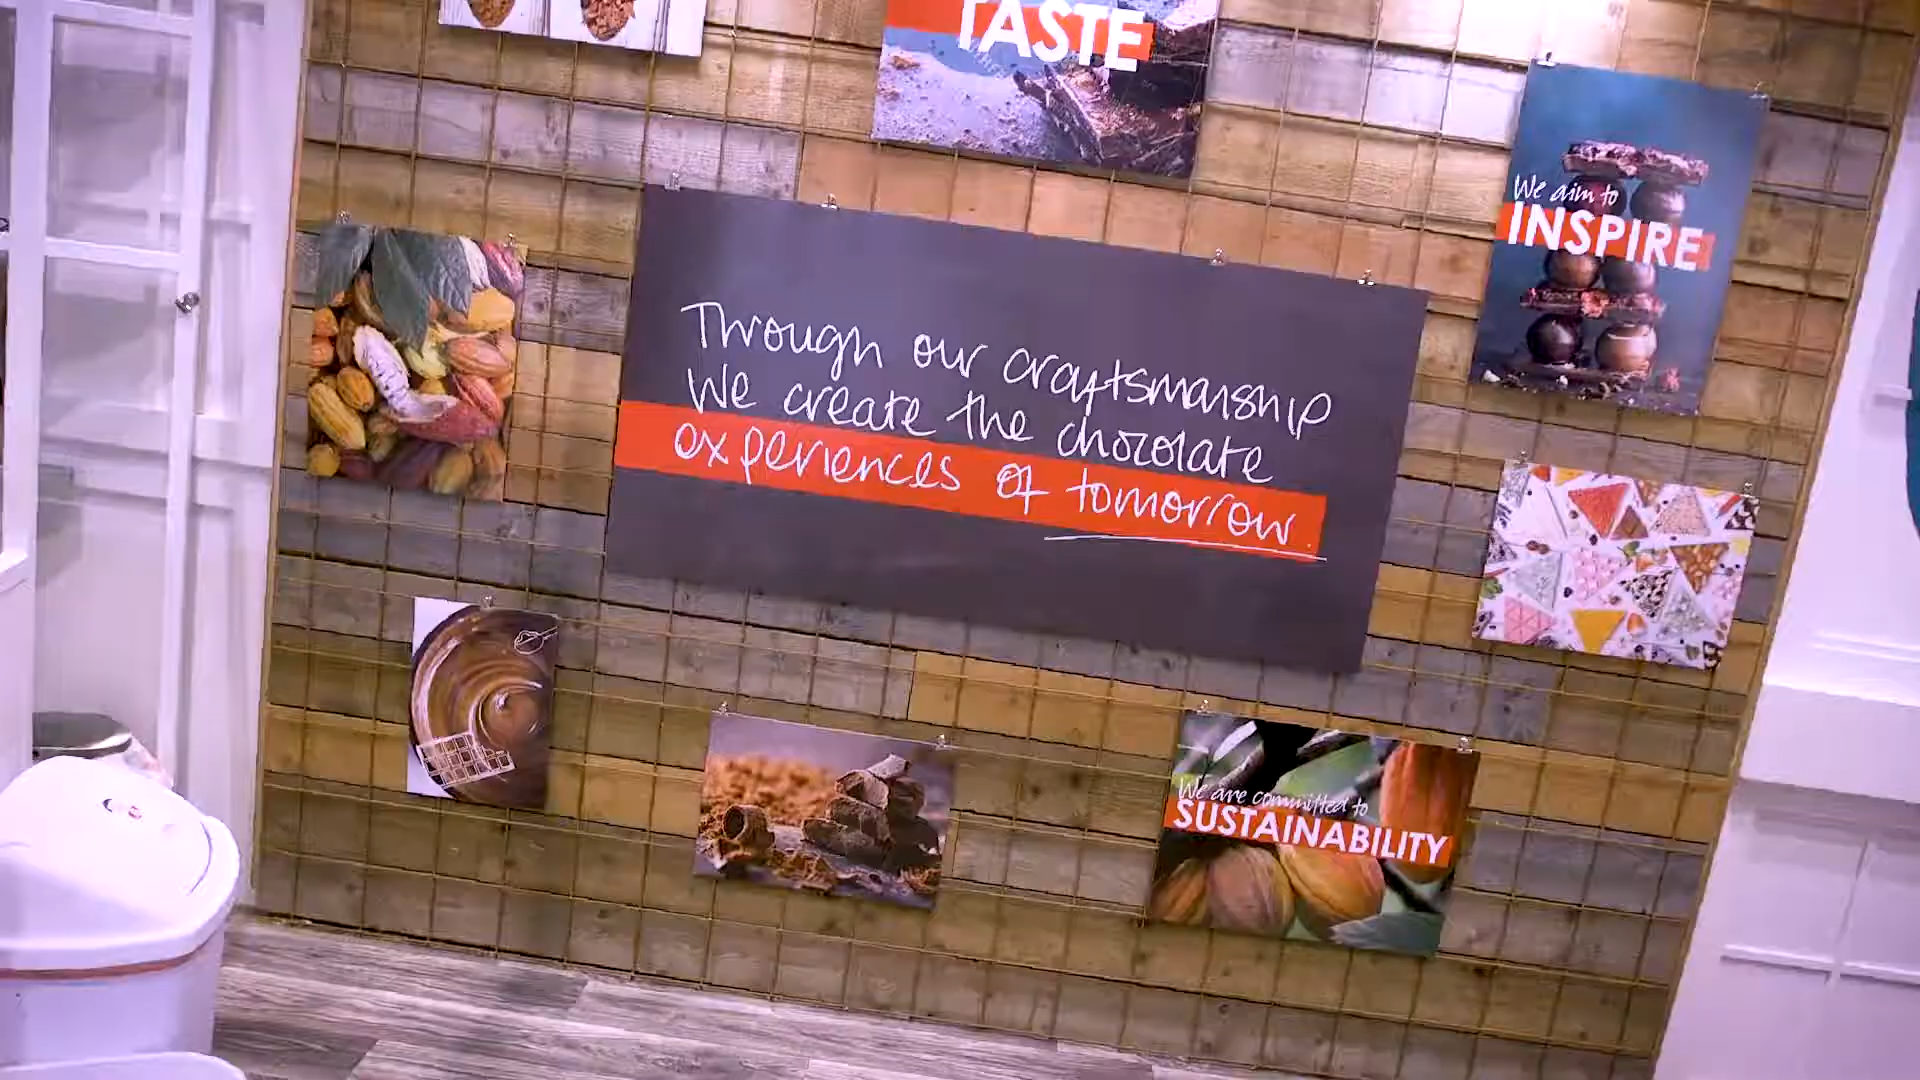 TASTE
We aim to
INSPIRE
Through our craftsmanship
We create the chocolate
experiences of tomorrow.
We are committed to
SUSTAINABILITY